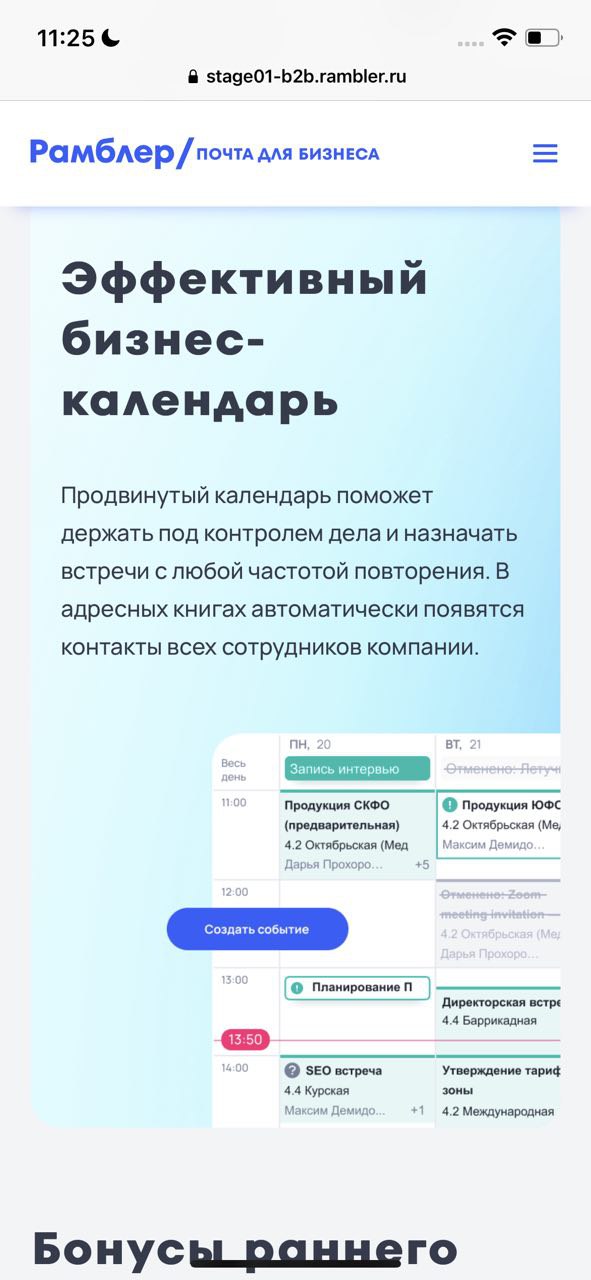 11:25
stage01-b2b.rambler.ru
Рамблер/ПОЧТА ДЛЯ БИЗНЕСА
Эффективный
бизнес-
календарь
Продвинутый календарь поможет
держать под контролем дела и назначать
встречи с любой частотой повторения. В
адресных книгах автоматически появятся
контакты всех сотрудников компании.
ПН, 20
ВТ, 21
Весь
день
Запись интервью
Отменено: Летучк
11:00
Продукция СКФО
(предварительная)
4.2 Октябрьская (Мед
Дарья Прохоро... +5
Продукция ЮФО
4.2 Октябрьская (Мед
Максим Демидо...
12:00
Отменено: Zoom
meeting invitation —
4.2 Октябрьская (Мед
Дарья Прохоро...
Создать событие
13:00
Планирование П
Директорская встре
4.4 Баррикадная
13:50
14:00
SEO встреча
4.4 Курская
Максим Демидо... +1
Утверждение тариф
зоны
4.2 Международная
Бонусы раннего